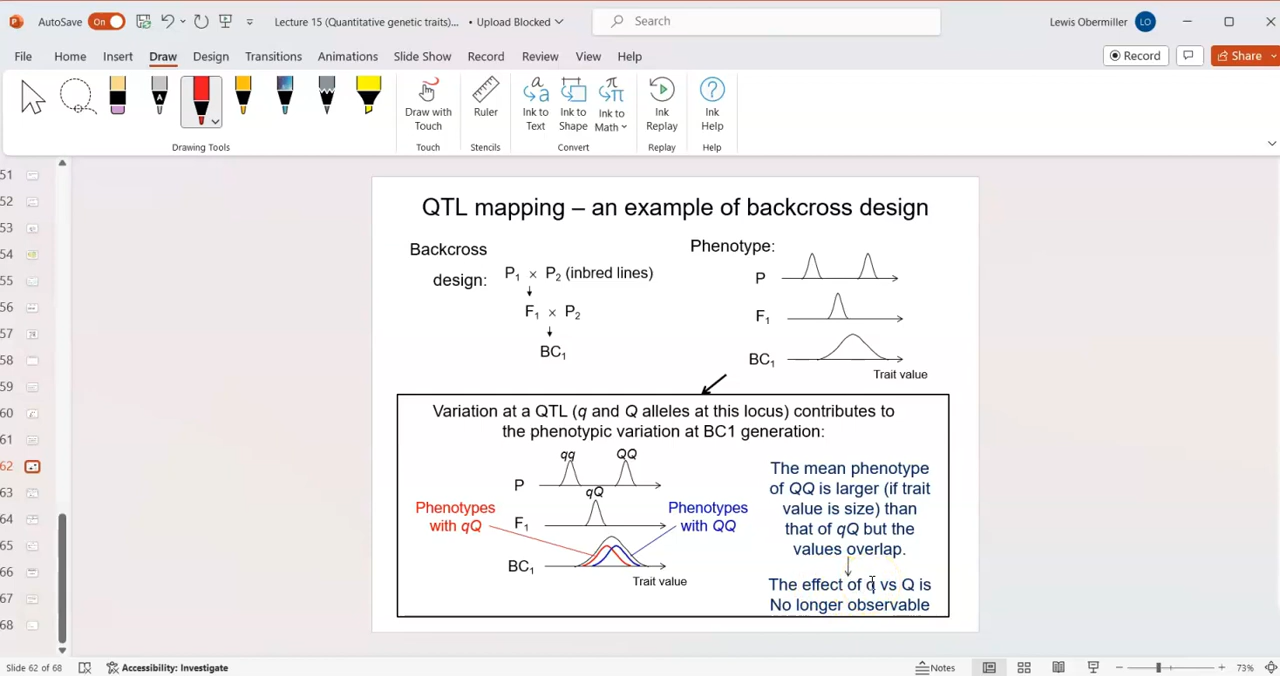 AutoSave On Lecture 15 (Quantitative genetic traits)... • Upload Blocked Search Lewis Obermiller LO
File Home Insert Draw Design Transitions Animations Slide Show Record Review View Help Record Share
Draw with Touch Ruler Ink to Text Ink to Shape Ink to Math Ink Replay Ink Help
Drawing Tools Touch Stencils Convert Replay Help
51
52
53
54
55
56
57
58
59
60
61
62
63
64
65
66
67
68
QTL mapping – an example of backcross design
Backcross
design:
P₁ × P₂ (inbred lines)
F₁ × P₂
BC₁
Phenotype:
P
F₁
BC₁
Trait value
Variation at a QTL (q and Q alleles at this locus) contributes to
the phenotypic variation at BC1 generation:
qq QQ
P
qQ
Phenotypes
with qQ
F₁
Phenotypes
with QQ
BC₁
Trait value
The mean phenotype
of QQ is larger (if trait
value is size) than
that of qQ but the
values overlap.
The effect of q vs Q is
No longer observable
Slide 62 of 68 Accessibility: Investigate Notes 73%